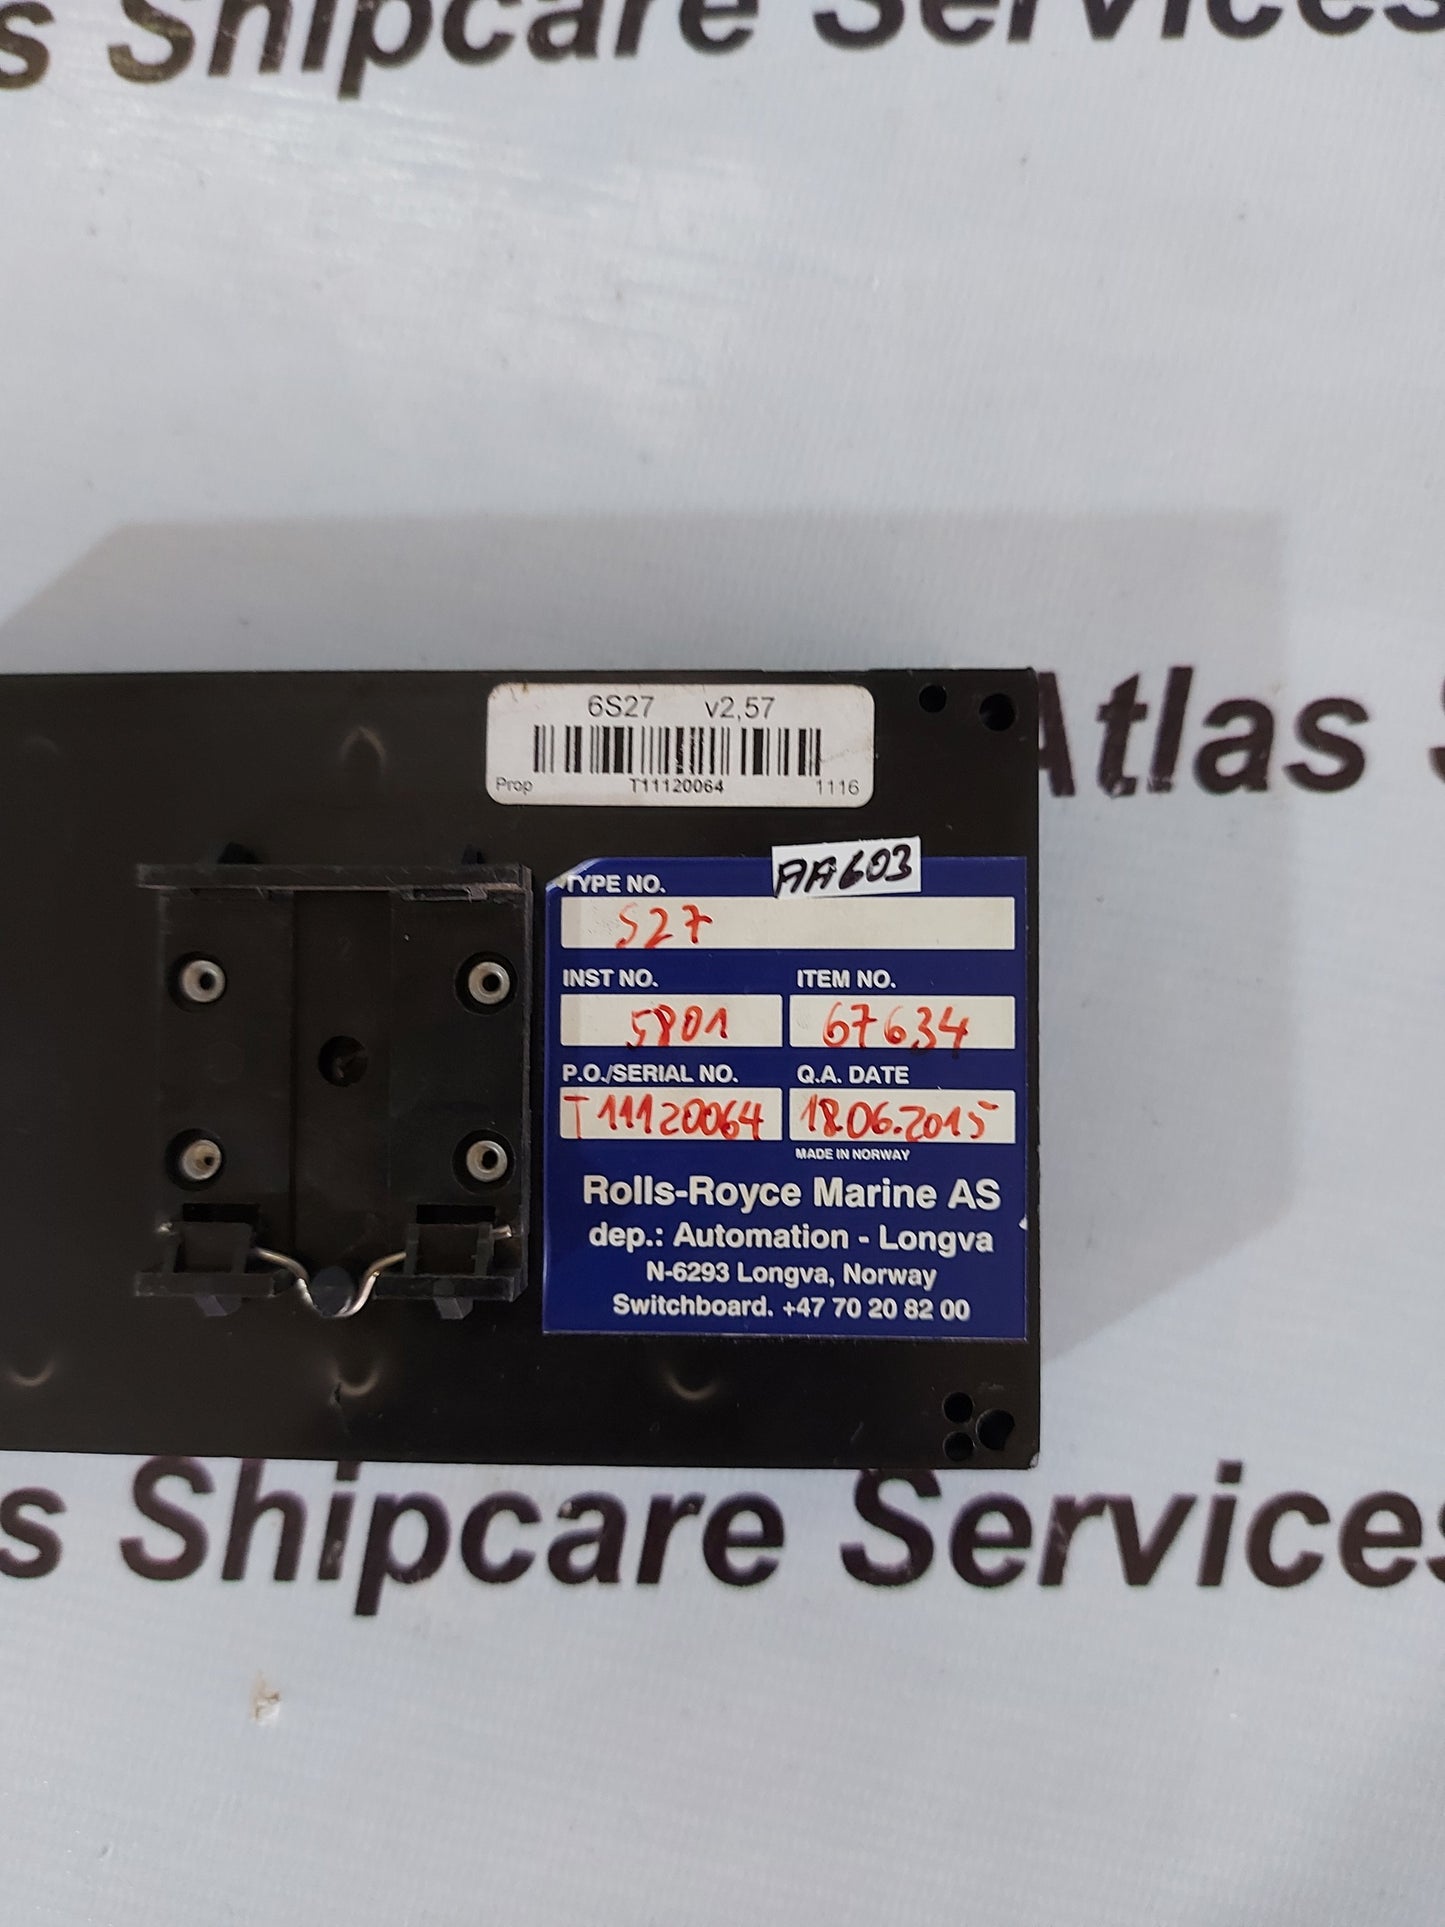 s Shipcare Services
6S27 v2,57
Prop T11120064 1116
Atlas S
AA603
TYPE NO.
S27
INST NO. ITEM NO.
5801 67634
P.O./SERIAL NO. Q.A. DATE
T11120064 18.06.2015
MADE IN NORWAY
Rolls-Royce Marine AS
dep.: Automation - Longva
N-6293 Longva, Norway
Switchboard. +47 70 20 82 00
s Shipcare Services